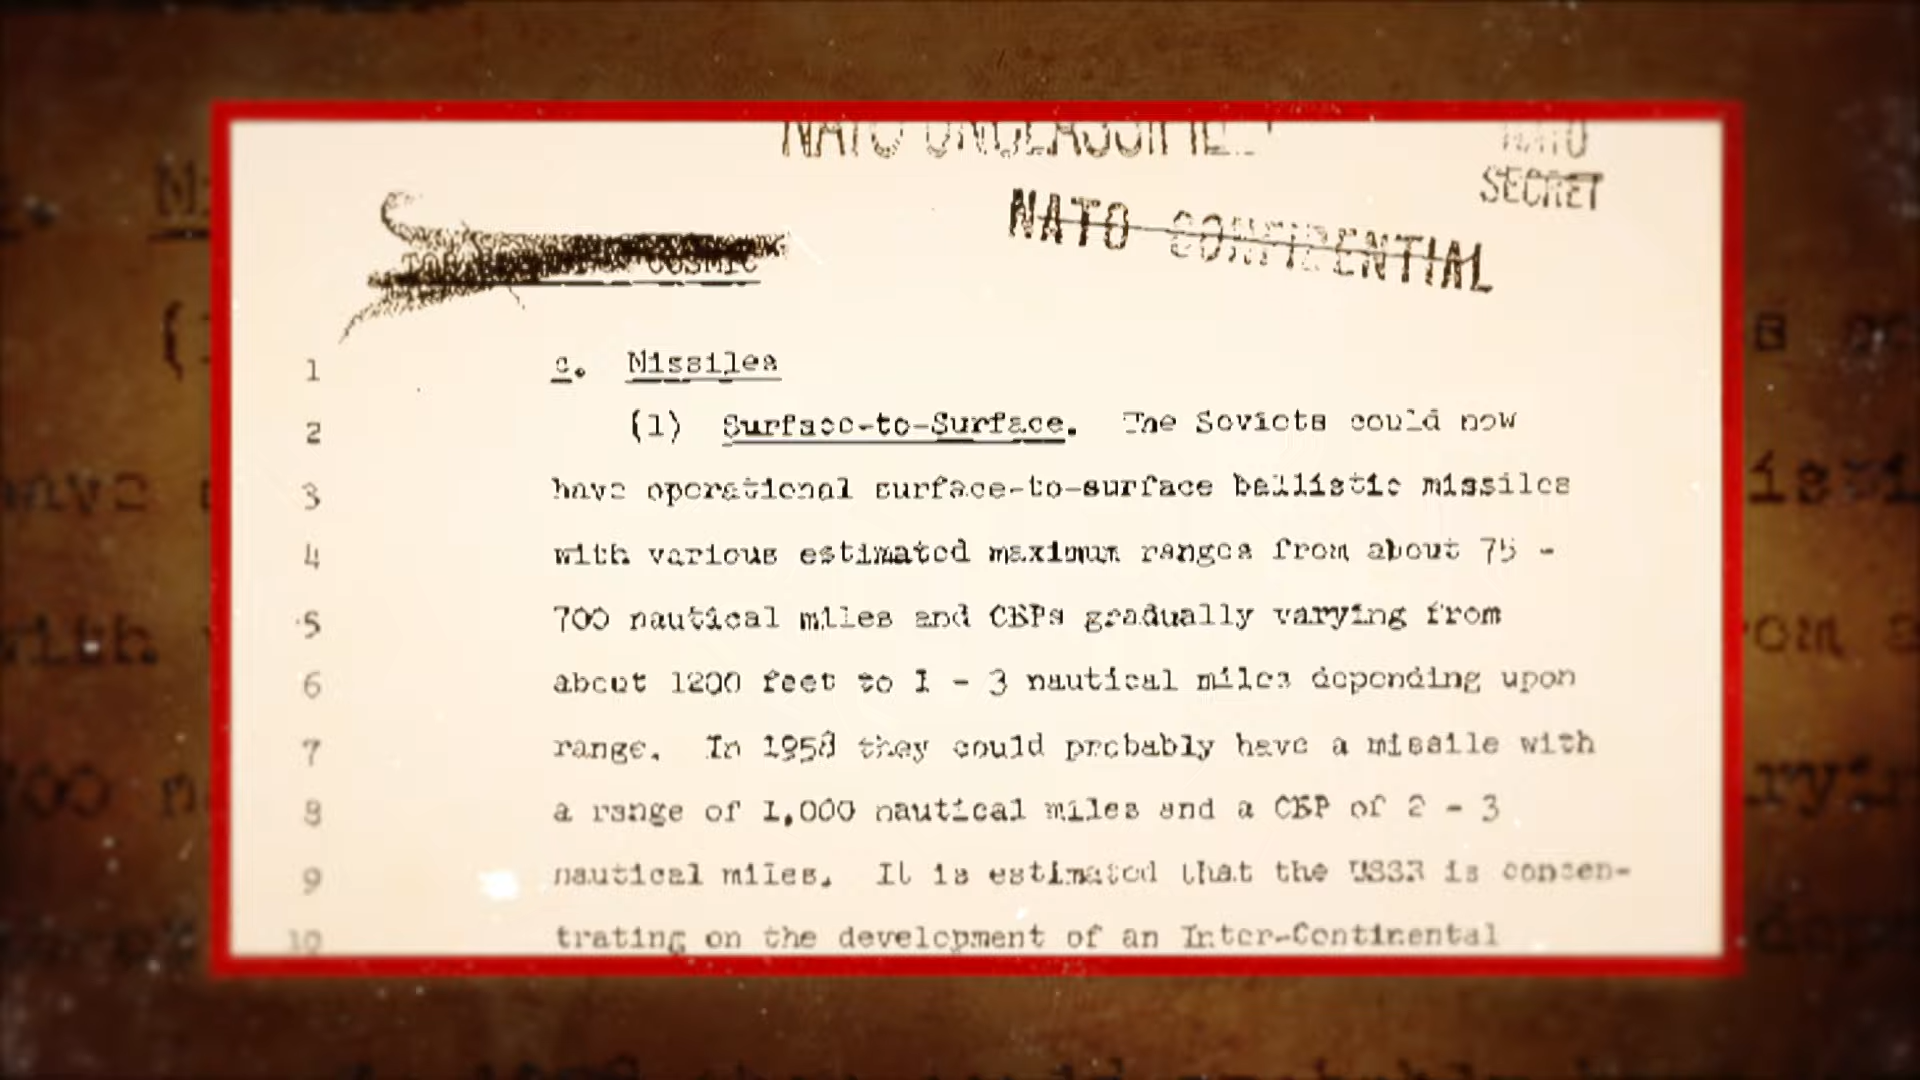 NATO UNCLASSIFIED
NATO
SECRET
NATO CONFIDENTIAL
COSMIC
1 c. Missiles
2 (1) Surface-to-Surface. The Soviets could now
3 have operational surface-to-surface ballistic missiles
4 with various estimated maximum ranges from about 75 -
5 700 nautical miles and CEPs gradually varying from
6 about 1200 feet to 1 - 3 nautical miles depending upon
7 range. In 1958 they could probably have a missile with
8 a range of 1,000 nautical miles and a CEP of 2 - 3
9 nautical miles. It is estimated that the USSR is concen-
10 trating on the development of an Inter-Continental